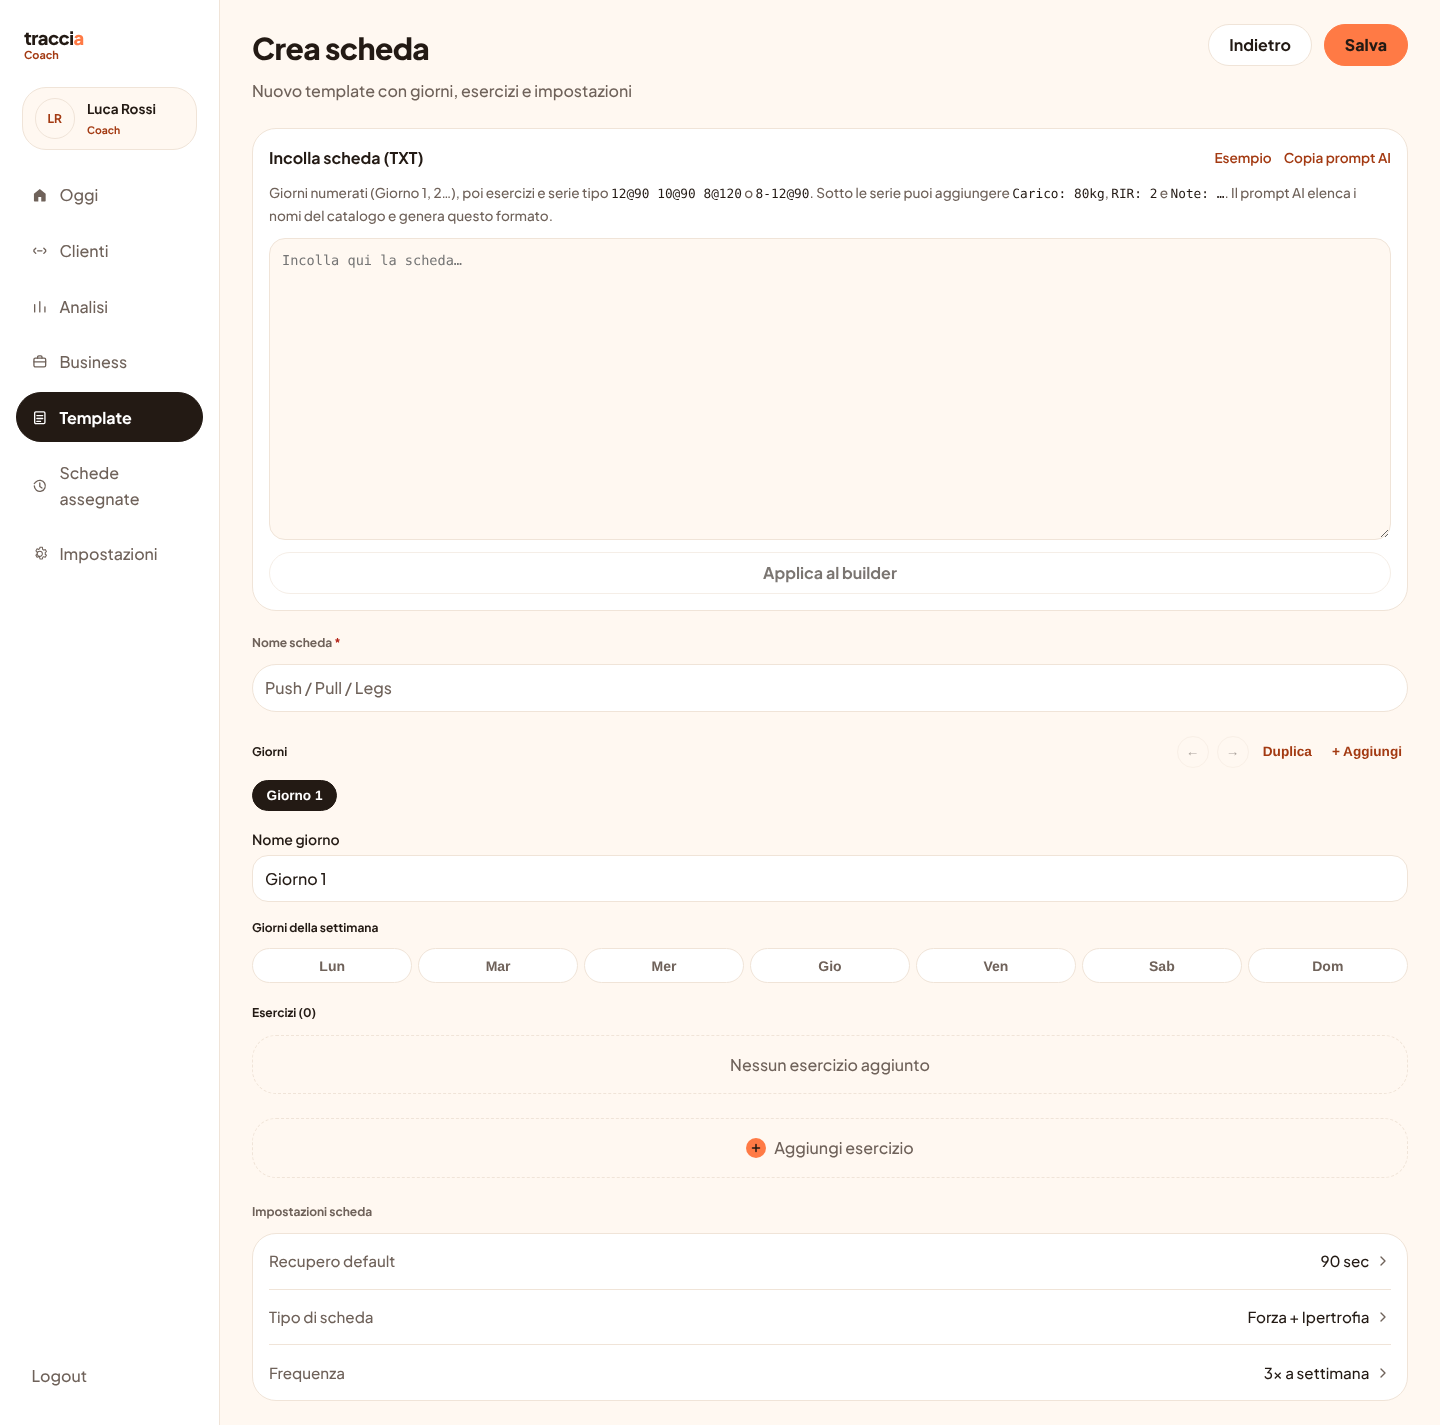 traccia
Coach
LR
Luca Rossi
Coach
Oggi
Clienti
Analisi
Business
Template
Schede
assegnate
Impostazioni
Logout
Crea scheda
Nuovo template con giorni, esercizi e impostazioni
Indietro
Salva
Incolla scheda (TXT)
Esempio
Copia prompt AI
Giorni numerati (Giorno 1, 2…), poi esercizi e serie tipo 12@90 10@90 8@120 o 8-12@90. Sotto le serie puoi aggiungere Carico: 80kg, RIR: 2 e Note: …. Il prompt AI elenca i
nomi del catalogo e genera questo formato.
Incolla qui la scheda…
Applica al builder
Nome scheda *
Push / Pull / Legs
Giorni
←
→
Duplica
+ Aggiungi
Giorno 1
Nome giorno
Giorno 1
Giorni della settimana
Lun
Mar
Mer
Gio
Ven
Sab
Dom
Esercizi (0)
Nessun esercizio aggiunto
Aggiungi esercizio
Impostazioni scheda
Recupero default
90 sec
Tipo di scheda
Forza + Ipertrofia
Frequenza
3× a settimana